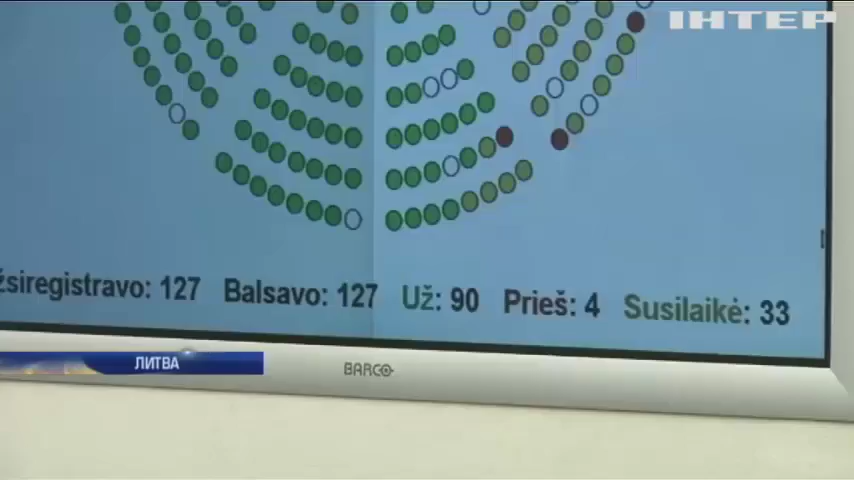 ІНТЕР
žsiregistravo: 127 Balsavo: 127 Už: 90 Prieš: 4 Susilaikė: 33
ЛИТВА
BARCO